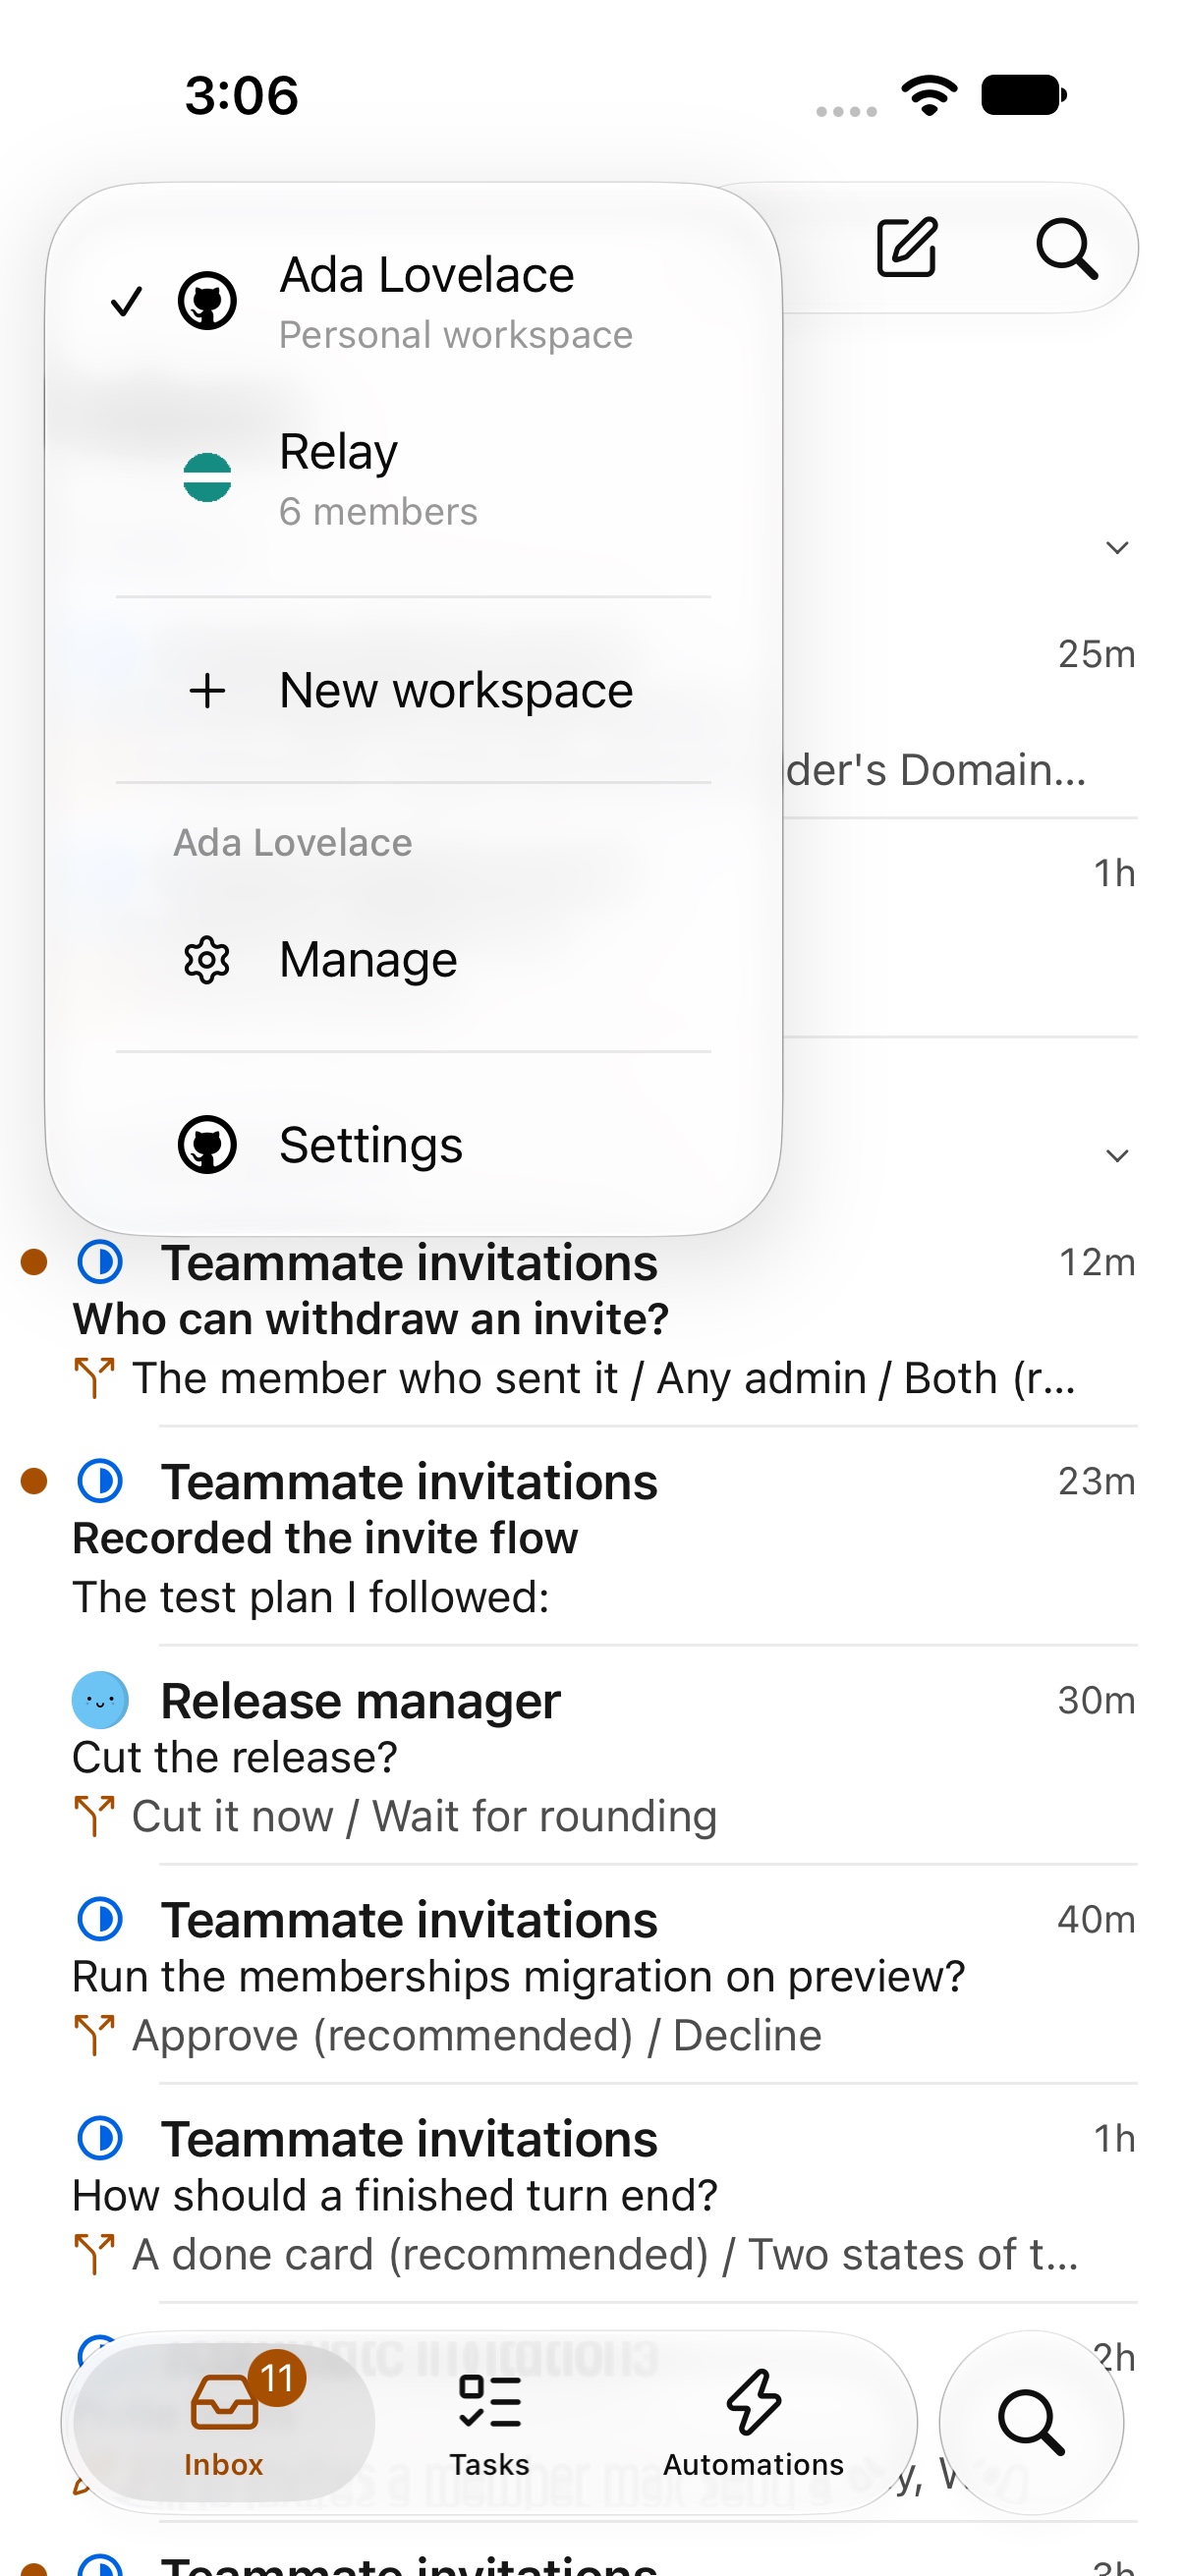 3:06
Ada Lovelace
Personal workspace
Relay
6 members
New workspace
25m
der's Domain...
Ada Lovelace
1h
Manage
Settings
Teammate invitations
12m
Who can withdraw an invite?
The member who sent it / Any admin / Both (r...
Teammate invitations
23m
Recorded the invite flow
The test plan I followed:
Release manager
30m
Cut the release?
Cut it now / Wait for rounding
Teammate invitations
40m
Run the memberships migration on preview?
Approve (recommended) / Decline
Teammate invitations
1h
How should a finished turn end?
A done card (recommended) / Two states of t...
2h
11
Inbox
Tasks
Automations
Teammate invitations
3h